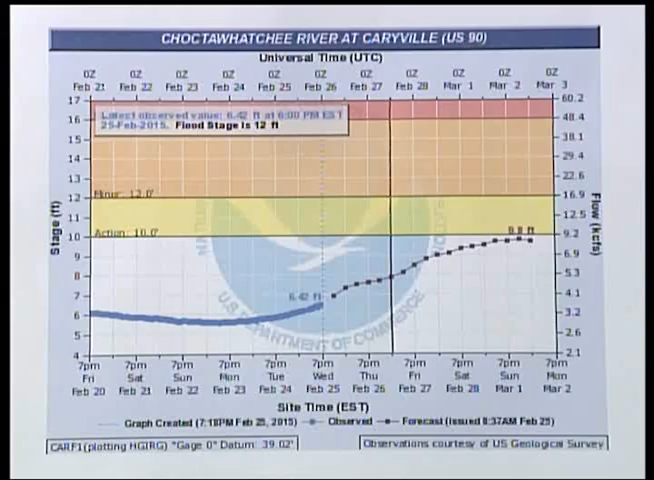 CHOCTAWHATCHEE RIVER AT CARYVILLE (US 90)
Universal Time (UTC)
0Z 0Z 0Z 0Z 0Z 0Z 0Z 0Z 0Z 0Z 0Z
Feb 21 Feb 22 Feb 23 Feb 24 Feb 25 Feb 26 Feb 27 Feb 28 Mar 1 Mar 2 Mar 3
17 60.2
Latest observed value: 6.42 ft at 6:00 PM EST
25-Feb-2015. Flood Stage is 12 ft
16 48.4
15 38.1
14 29.4
13 22.6
Minor: 12.0'
12 16.9
11 12.5
Action: 10.0'
9.8 ft
10 9.2
9 6.9
8 5.3
6.42 ft
7 4.1
6 3.2
5 2.6
4 2.1
Stage (ft)
Flow (kcfs)
U.S. DEPARTMENT OF COMMERCE
7pm 7pm 7pm 7pm 7pm 7pm 7pm 7pm 7pm 7pm 7pm
Fri Sat Sun Mon Tue Wed Thu Fri Sat Sun Mon
Feb 20 Feb 21 Feb 22 Feb 23 Feb 24 Feb 25 Feb 26 Feb 27 Feb 28 Mar 1 Mar 2
Site Time (EST)
Graph Created (7:18PM Feb 25, 2015) Observed Forecast (issued 8:37AM Feb 25)
CARF1(plotting HGIRG) "Gage 0" Datum: 39.02' Observations courtesy of US Geological Survey